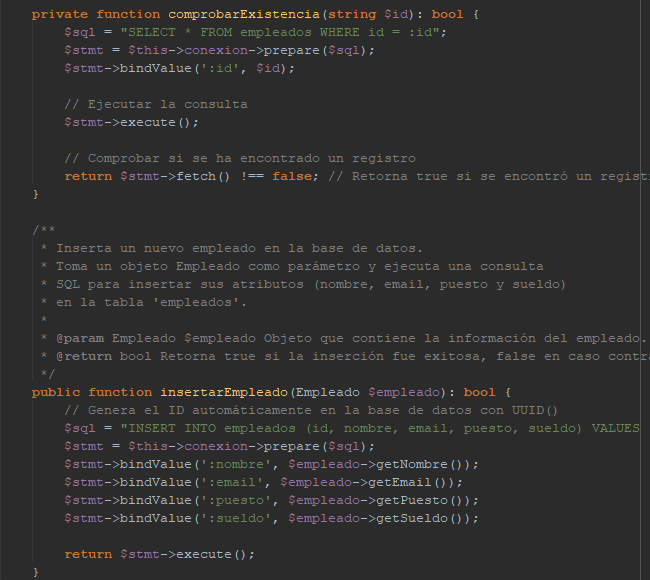 private function comprobarExistencia(string $id): bool {
$sql = "SELECT * FROM empleados WHERE id = :id";
$stmt = $this->conexion->prepare($sql);
$stmt->bindValue(':id', $id);
// Ejecutar la consulta
$stmt->execute();
// Comprobar si se ha encontrado un registro
return $stmt->fetch() !== false; // Retorna true si se encontró un regist
}
/**
* Inserta un nuevo empleado en la base de datos.
* Toma un objeto Empleado como parámetro y ejecuta una consulta
* SQL para insertar sus atributos (nombre, email, puesto y sueldo)
* en la tabla 'empleados'.
*
* @param Empleado $empleado Objeto que contiene la información del empleado.
* @return bool Retorna true si la inserción fue exitosa, false en caso contra
*/
public function insertarEmpleado(Empleado $empleado): bool {
// Genera el ID automáticamente en la base de datos con UUID()
$sql = "INSERT INTO empleados (id, nombre, email, puesto, sueldo) VALUES
$stmt = $this->conexion->prepare($sql);
$stmt->bindValue(':nombre', $empleado->getNombre());
$stmt->bindValue(':email', $empleado->getEmail());
$stmt->bindValue(':puesto', $empleado->getPuesto());
$stmt->bindValue(':sueldo', $empleado->getSueldo());
return $stmt->execute();
}